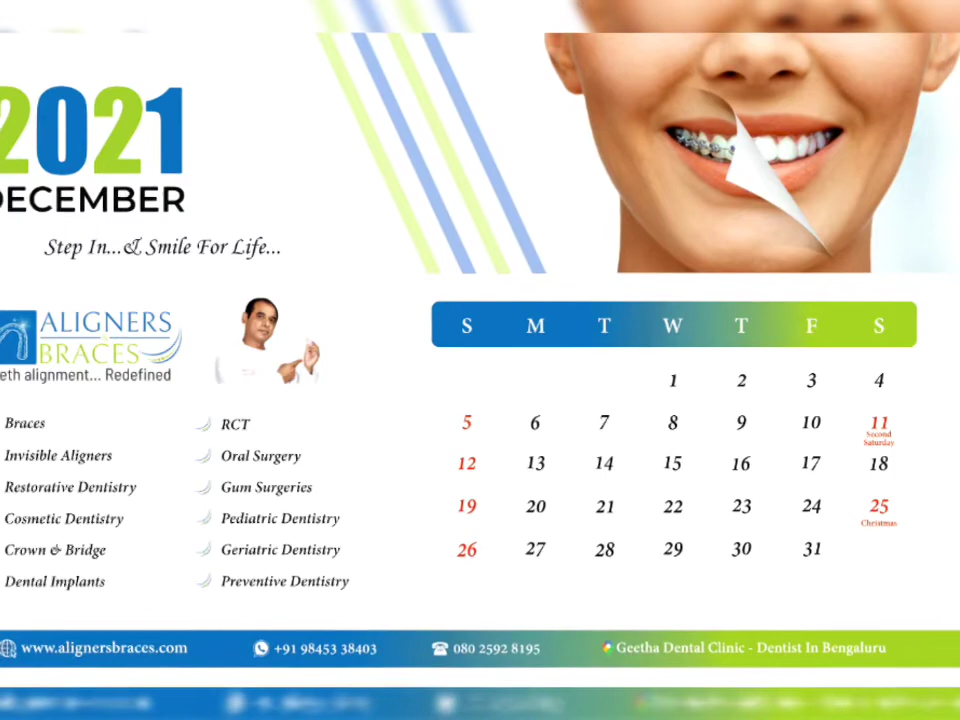 2021
DECEMBER
Step In...& Smile For Life...
ALIGNERS
BRACES
eth alignment... Redefined
Braces
Invisible Aligners
Restorative Dentistry
Cosmetic Dentistry
Crown & Bridge
Dental Implants
RCT
Oral Surgery
Gum Surgeries
Pediatric Dentistry
Geriatric Dentistry
Preventive Dentistry
S M T W T F S
1 2 3 4
5 6 7 8 9 10 11
Second
Saturday
12 13 14 15 16 17 18
19 20 21 22 23 24 25
Christmas
26 27 28 29 30 31
www.alignersbraces.com +91 98453 38403 080 2592 8195 Geetha Dental Clinic - Dentist In Bengaluru